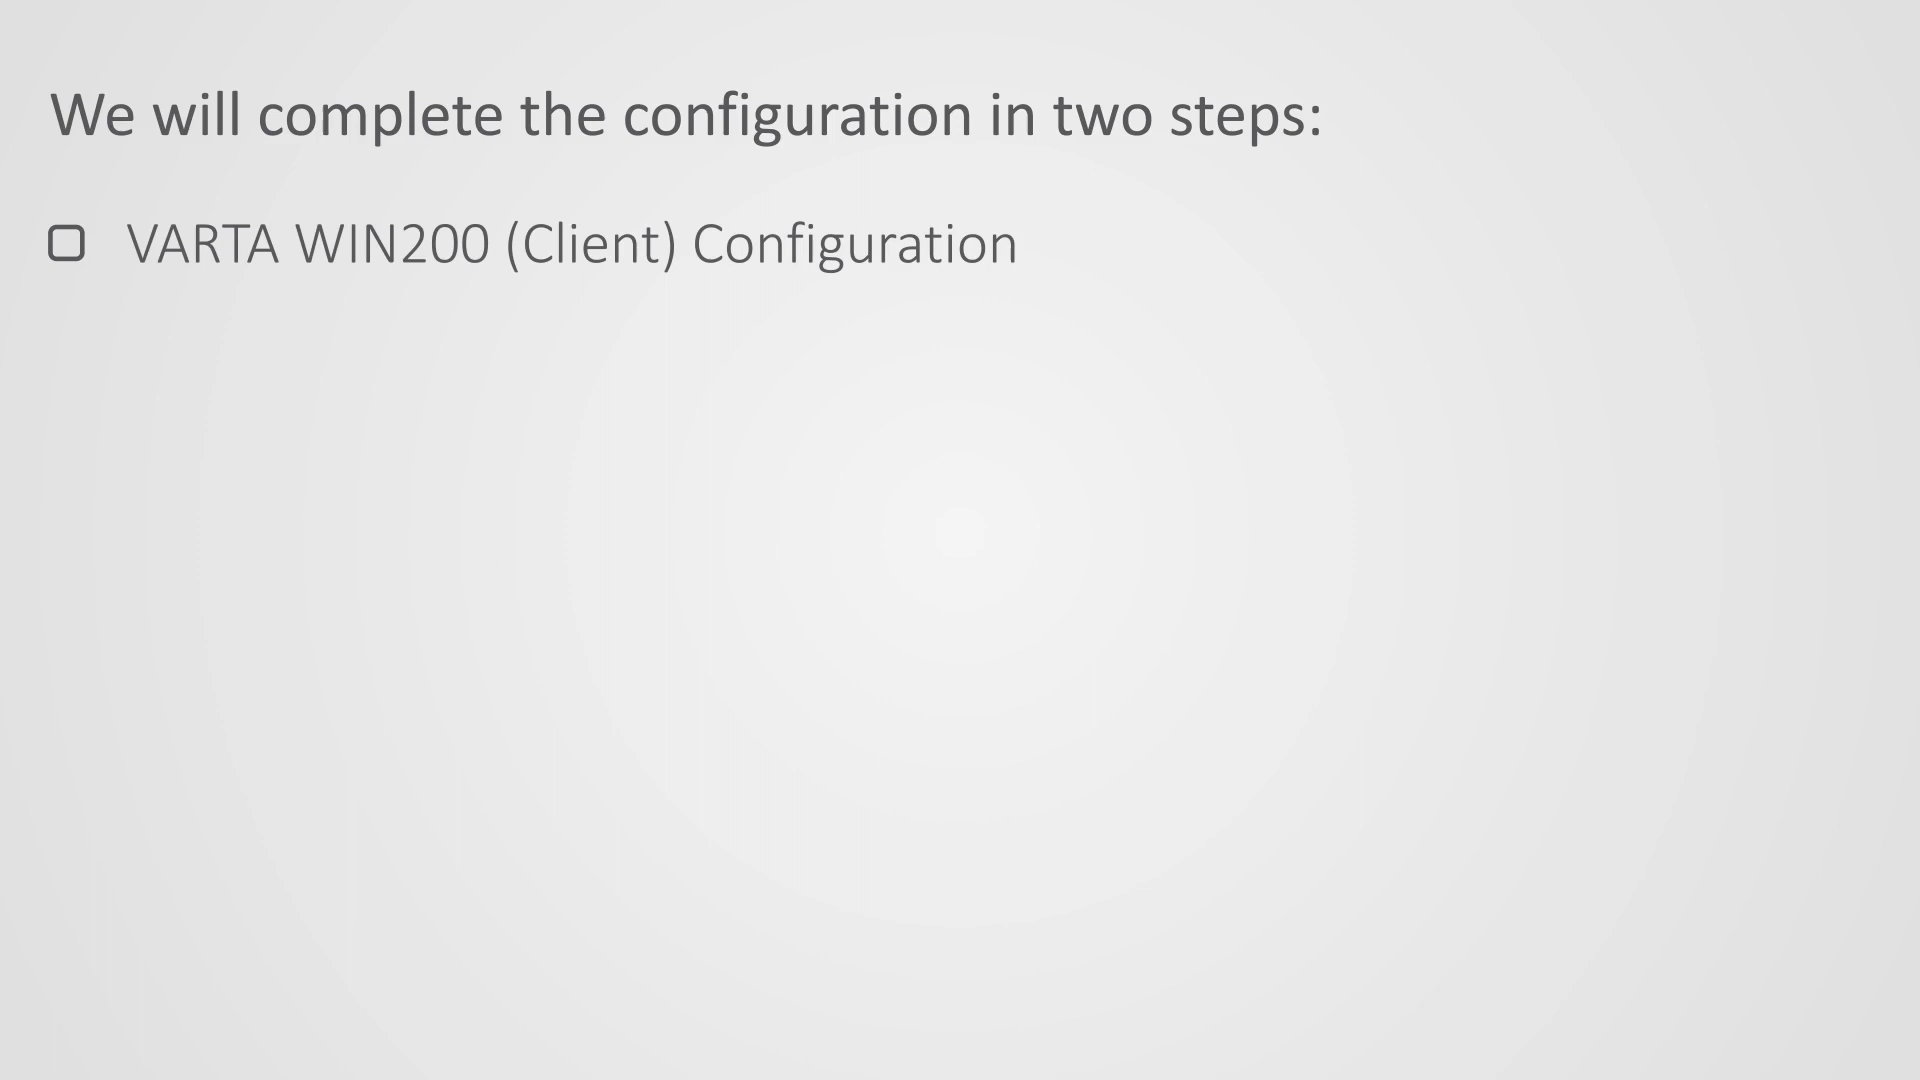 We will complete the configuration in two steps:
VARTA WIN200 (Client) Configuration